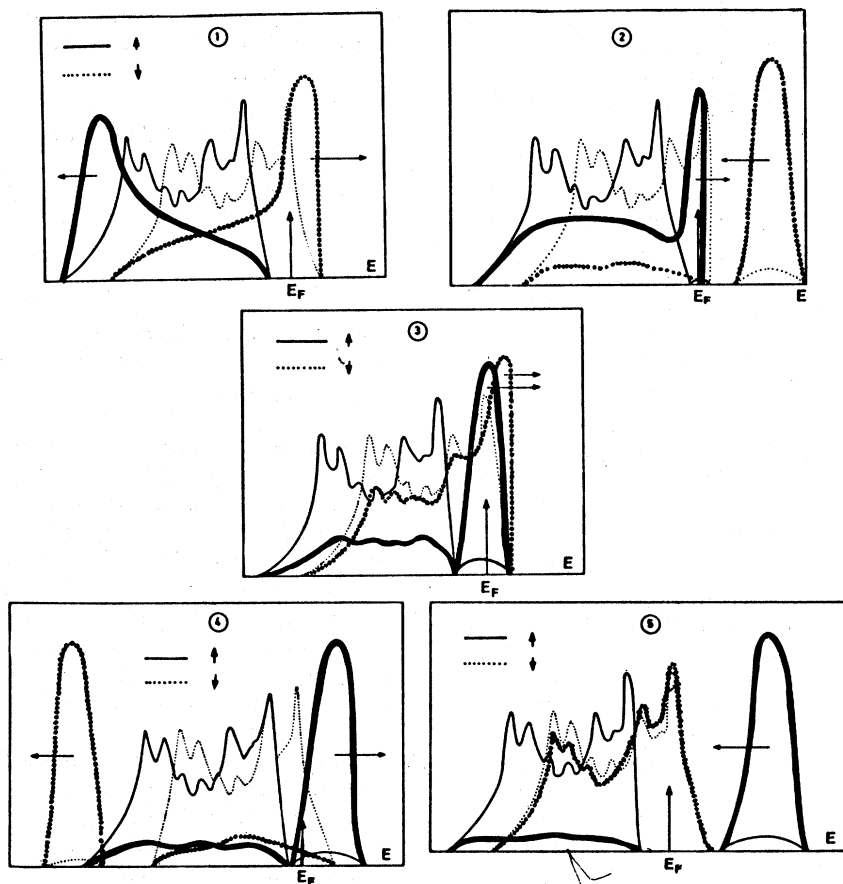 ①
↑
↓
E
E_F
②
E_F
E
③
↑
↓
E
E_F
④
↑
↓
E
E_F
⑤
↑
↓
E
E_F